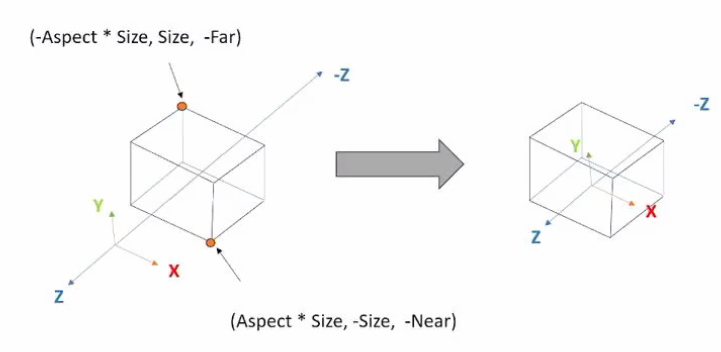 (-Aspect * Size, Size, -Far)
-Z
-Z
Y
Y
X
X
Z
Z
(Aspect * Size, -Size, -Near)